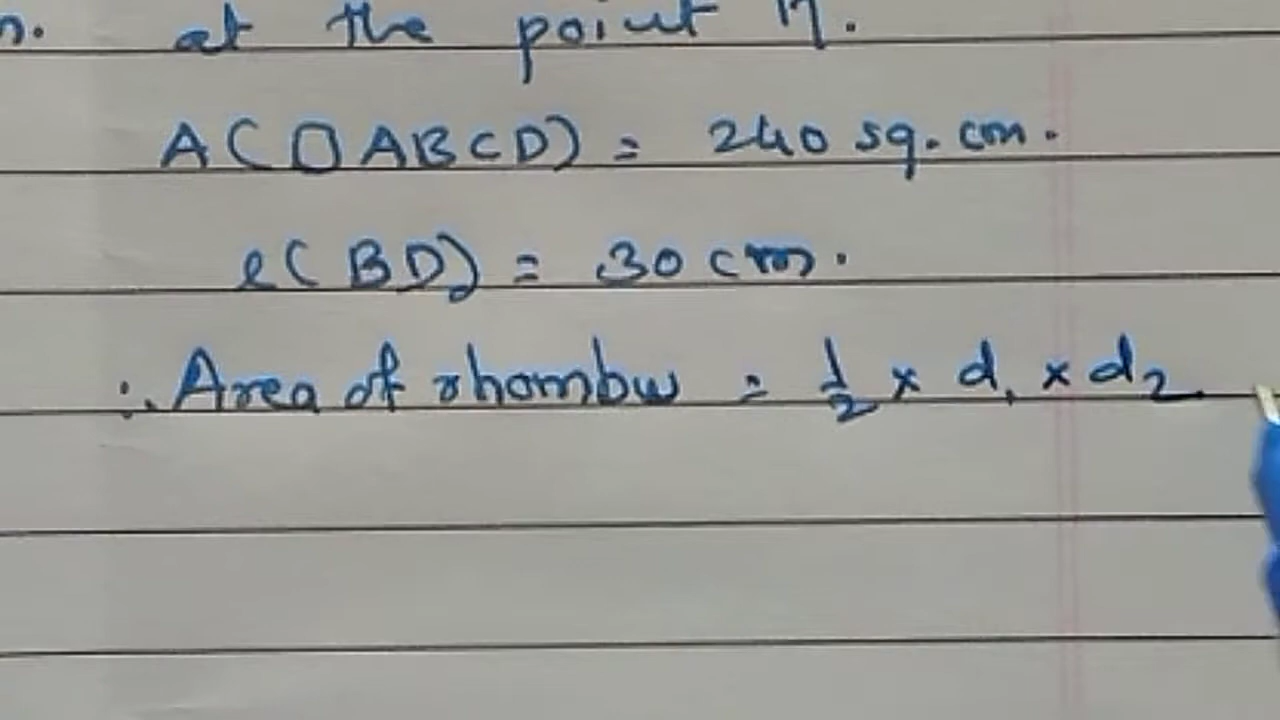 n. at the point M.
A(□ABCD) = 240 sq. cm.
l(BD) = 30 cm.
∴ Area of rhombus = 1/2 × d1 × d2